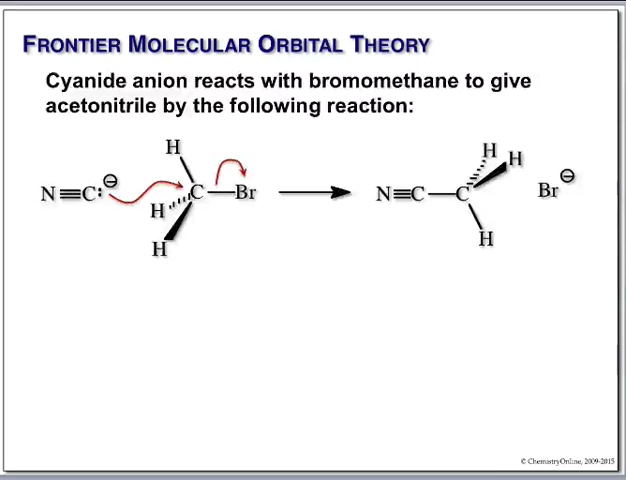 FRONTIER MOLECULAR ORBITAL THEORY
Cyanide anion reacts with bromomethane to give
acetonitrile by the following reaction:
H
N≡C:⊖
C—Br
H
H
N≡C—C
H
H
H
Br⊖
© ChemistryOnline, 2009-2015